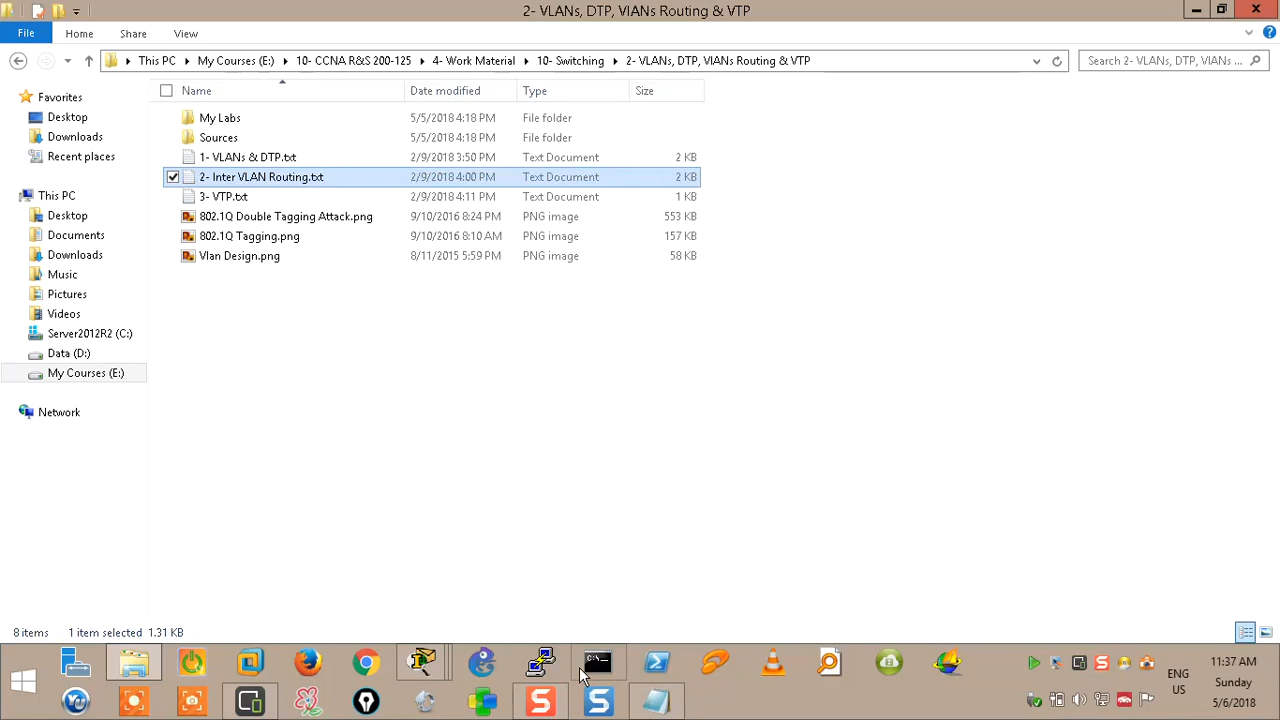 2- VLANs, DTP, VIANs Routing & VTP
File Home Share View
This PC My Courses (E:) 10- CCNA R&S 200-125 4- Work Material 10- Switching 2- VLANs, DTP, VIANs Routing & VTP Search 2- VLANs, DTP, VIANs ...
Name Date modified Type Size
Favorites
Desktop
Downloads
Recent places
This PC
Desktop
Documents
Downloads
Music
Pictures
Videos
Server2012R2 (C:)
Data (D:)
My Courses (E:)
Network
My Labs 5/5/2018 4:18 PM File folder
Sources 5/5/2018 4:18 PM File folder
1- VLANs & DTP.txt 2/9/2018 3:50 PM Text Document 2 KB
2- Inter VLAN Routing.txt 2/9/2018 4:00 PM Text Document 2 KB
3- VTP.txt 2/9/2018 4:11 PM Text Document 1 KB
802.1Q Double Tagging Attack.png 9/10/2016 8:24 PM PNG image 553 KB
802.1Q Tagging.png 9/10/2016 8:10 AM PNG image 157 KB
Vlan Design.png 8/11/2015 5:59 PM PNG image 58 KB
8 items 1 item selected 1.31 KB
ENG
US
11:37 AM
Sunday
5/6/2018